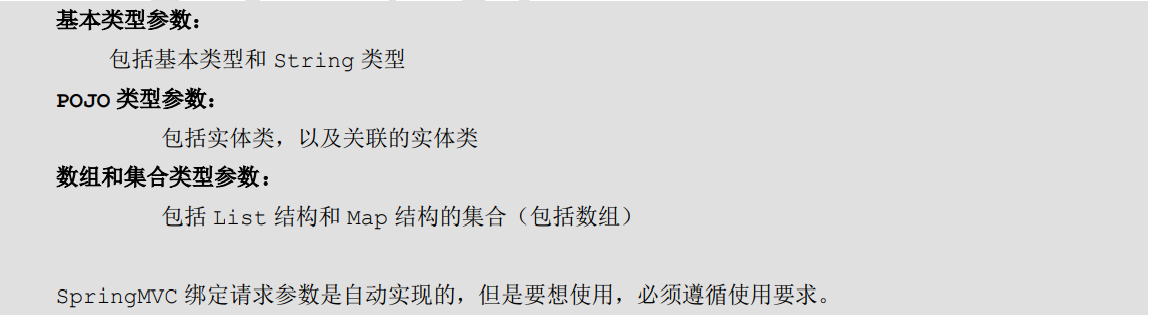 基本类型参数：
包括基本类型和 String 类型
POJO 类型参数：
包括实体类，以及关联的实体类
数组和集合类型参数：
包括 List 结构和 Map 结构的集合（包括数组）
SpringMVC 绑定请求参数是自动实现的，但是要想使用，必须遵循使用要求。